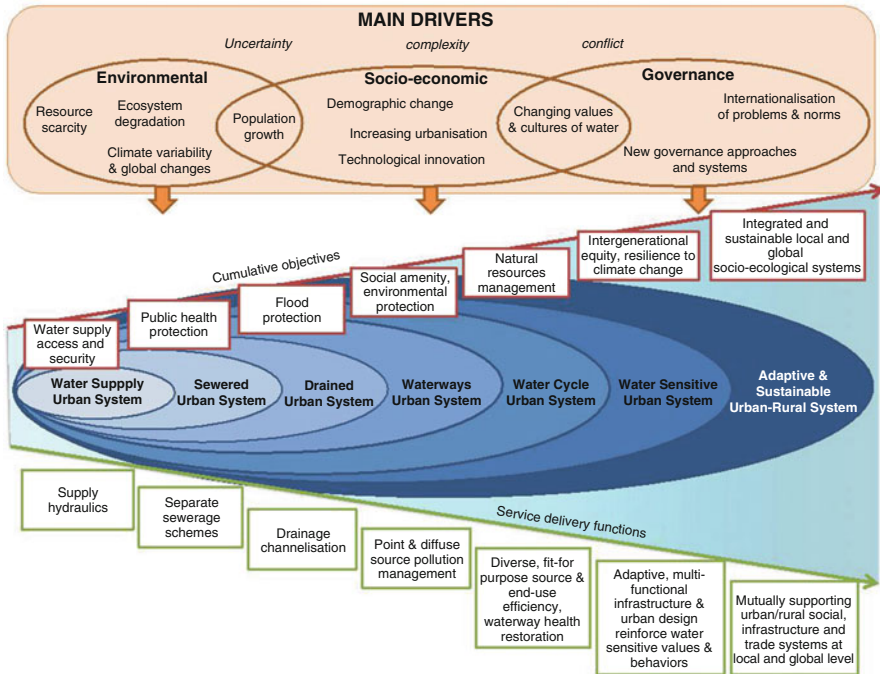 MAIN DRIVERS
Uncertainty
complexity
conflict
Environmental
Socio-economic
Governance
Resource
scarcity
Ecosystem
degradation
Climate variability
& global changes
Population
growth
Demographic change
Increasing urbanisation
Technological innovation
Changing values
& cultures of water
Internationalisation
of problems & norms
New governance approaches
and systems
Cumulative objectives
Water supply
access and
security
Public health
protection
Flood
protection
Social amenity,
environmental
protection
Natural
resources
management
Intergenerational
equity, resilience to
climate change
Integrated and
sustainable local and
global
socio-ecological systems
Water Suppply
Urban System
Sewered
Urban System
Drained
Urban System
Waterways
Urban System
Water Cycle
Urban System
Water Sensitive
Urban System
Adaptive &
Sustainable
Urban-Rural System
Service delivery functions
Supply
hydraulics
Separate
sewerage
schemes
Drainage
channelisation
Point & diffuse
source pollution
management
Diverse, fit-for
purpose source &
end-use
efficiency,
waterway health
restoration
Adaptive, multi-
functional
infrastructure &
urban design
reinforce water
sensitive values &
behaviors
Mutually supporting
urban/rural social,
infrastructure and
trade systems at
local and global level